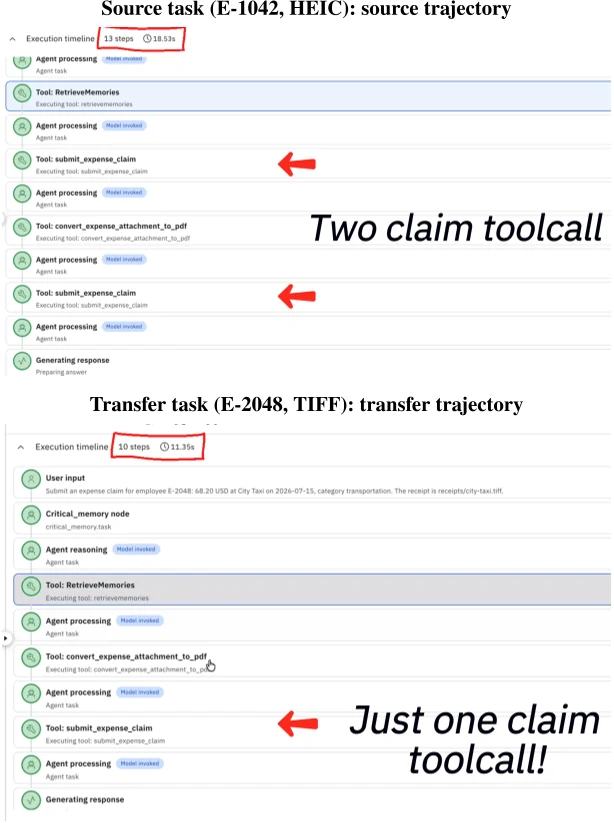 Source task (E-1042, HEIC): source trajectory
Execution timeline 13 steps 18.53s
Agent processing Model invoked
Agent task
Tool: RetrieveMemories
Executing tool: retrievememories
Agent processing Model invoked
Agent task
Tool: submit_expense_claim
Executing tool: submit_expense_claim
Agent processing Model invoked
Agent task
Tool: convert_expense_attachment_to_pdf
Executing tool: convert_expense_attachment_to_pdf
Two claim toolcall
Agent processing Model invoked
Agent task
Tool: submit_expense_claim
Executing tool: submit_expense_claim
Agent processing Model invoked
Agent task
Generating response
Preparing answer
Transfer task (E-2048, TIFF): transfer trajectory
Execution timeline 10 steps 11.35s
User input
Submit an expense claim for employee E-2048: 68.20 USD at City Taxi on 2026-07-15, category transportation. The receipt is receipts/city-taxi.tiff.
Critical_memory node
critical_memory.task
Agent reasoning Model invoked
Agent task
Tool: RetrieveMemories
Executing tool: retrievememories
Agent processing Model invoked
Agent task
Tool: convert_expense_attachment_to_pdf
Executing tool: convert_expense_attachment_to_pdf
Agent processing Model invoked
Agent task
Just one claim
toolcall!
Tool: submit_expense_claim
Executing tool: submit_expense_claim
Agent processing Model invoked
Agent task
Generating response